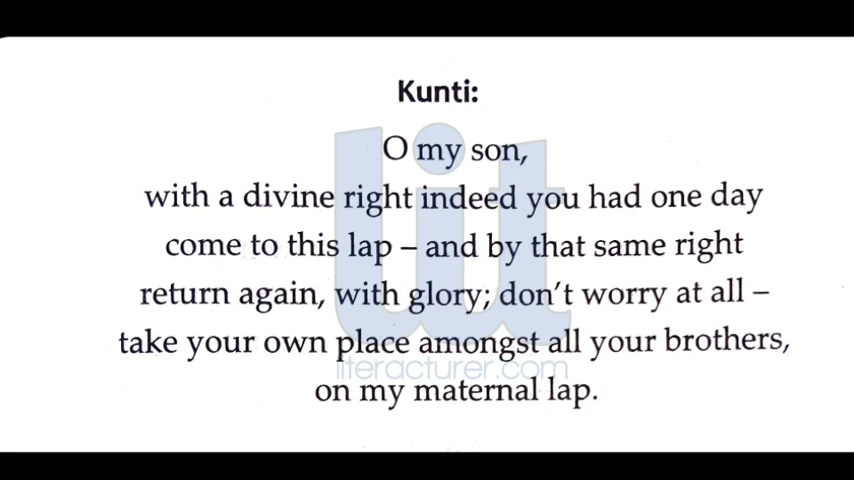 Kunti:
O my son,
with a divine right indeed you had one day
come to this lap – and by that same right
return again, with glory; don't worry at all –
take your own place amongst all your brothers,
lit
literacturer.com
on my maternal lap.